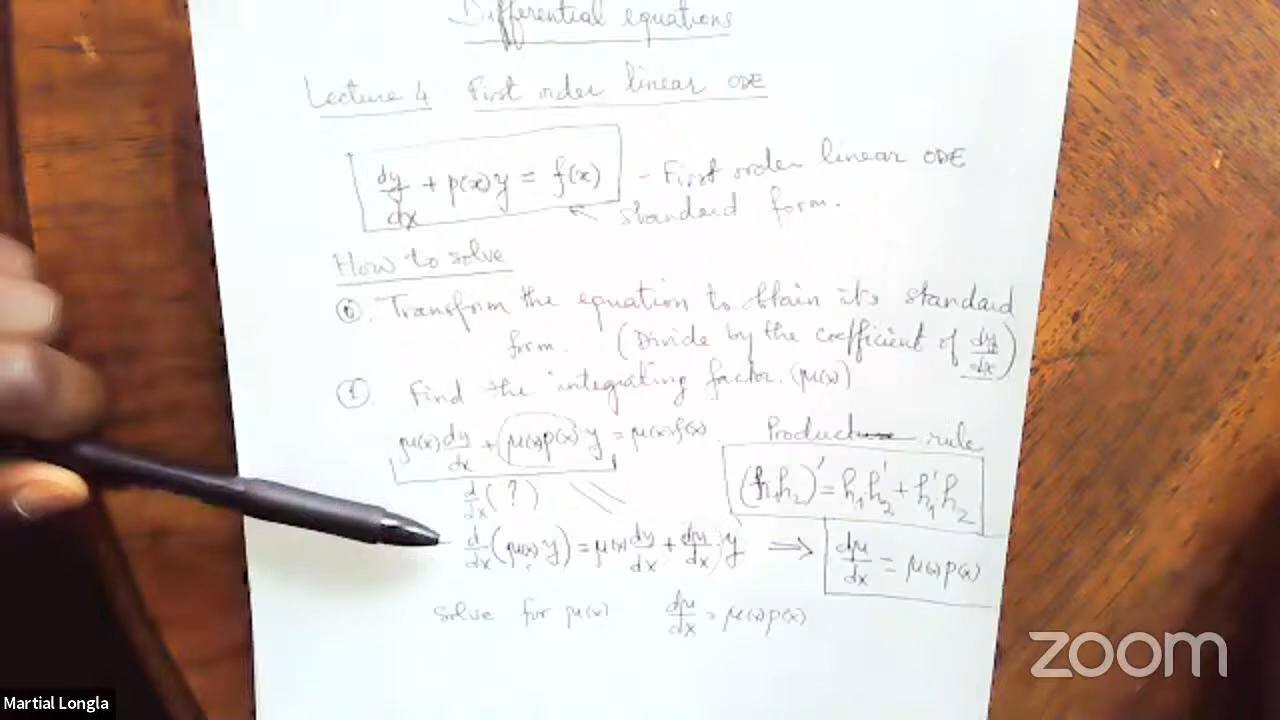 Differential equations
Lecture 4 First order linear ODE
dy/dx + p(x)y = f(x) - First order linear ODE
standard form.
How to solve
⓪. Transform the equation to obtain its standard
form. (Divide by the coefficient of dy/dx)
①. Find the integrating factor. (μ(x))
μ(x) dy/dx + μ(x)p(x) y = μ(x)f(x) Product rule
(h₁h₂)' = h₁h₂' + h₁'h₂
d/dx (?)
d/dx (μ(x) y) = μ(x) dy/dx + dμ/dx y ⟹ dμ/dx = μ(x)p(x)
Solve for μ(x) dμ/dx = μ(x)p(x)
zoom
Martial Longla